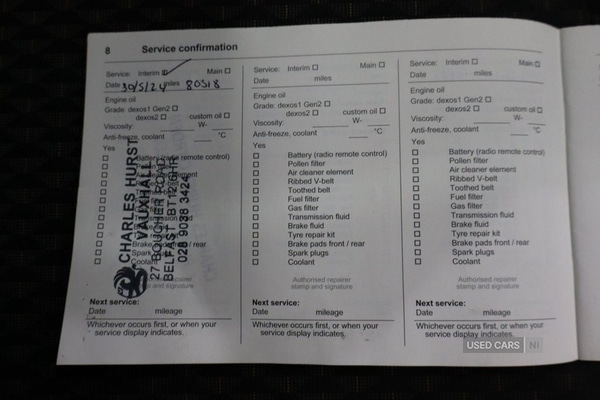 8 Service confirmation
Service: Interim Main
Date 30/5/24 miles 80518
Engine oil
Grade: dexos1 Gen2
dexos2 custom oil
Viscosity: W-
Anti-freeze, coolant °C
Yes
Battery (radio remote control)
Brake pads front / rear
Coolant
CHARLES HURST
VAUXHALL
27 BOUCHER ROAD
BELFAST BT12 6HR
028 9038 3424
Authorised repairer
stamp and signature
Next service:
Date mileage
Whichever occurs first, or when your
service display indicates.
Service: Interim Main
Date miles
Engine oil
Grade: dexos1 Gen2
dexos2 custom oil
Viscosity: W-
Anti-freeze, coolant °C
Yes
Battery (radio remote control)
Pollen filter
Air cleaner element
Ribbed V-belt
Toothed belt
Fuel filter
Gas filter
Transmission fluid
Brake fluid
Tyre repair kit
Brake pads front / rear
Spark plugs
Coolant
Authorised repairer
stamp and signature
Next service:
Date mileage
Whichever occurs first, or when your
service display indicates.
Service: Interim Main
Date miles
Engine oil
Grade: dexos1 Gen2
dexos2 custom oil
Viscosity: W-
Anti-freeze, coolant °C
Yes
Battery (radio remote control)
Pollen filter
Air cleaner element
Ribbed V-belt
Toothed belt
Fuel filter
Gas filter
Transmission fluid
Brake fluid
Tyre repair kit
Brake pads front / rear
Spark plugs
Coolant
Authorised repairer
stamp and signature
Next service:
Date mileage
Whichever occurs first, or when your
service display indicates.
USED CARS NI